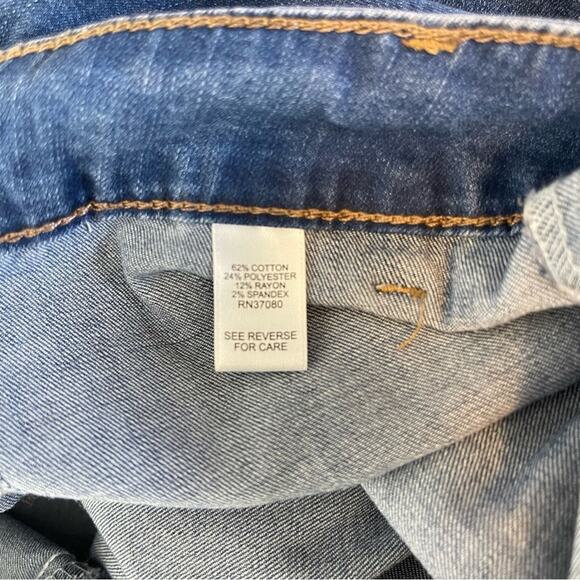 62% COTTON
24% POLYESTER
12% RAYON
2% SPANDEX
RN37080
SEE REVERSE
FOR CARE